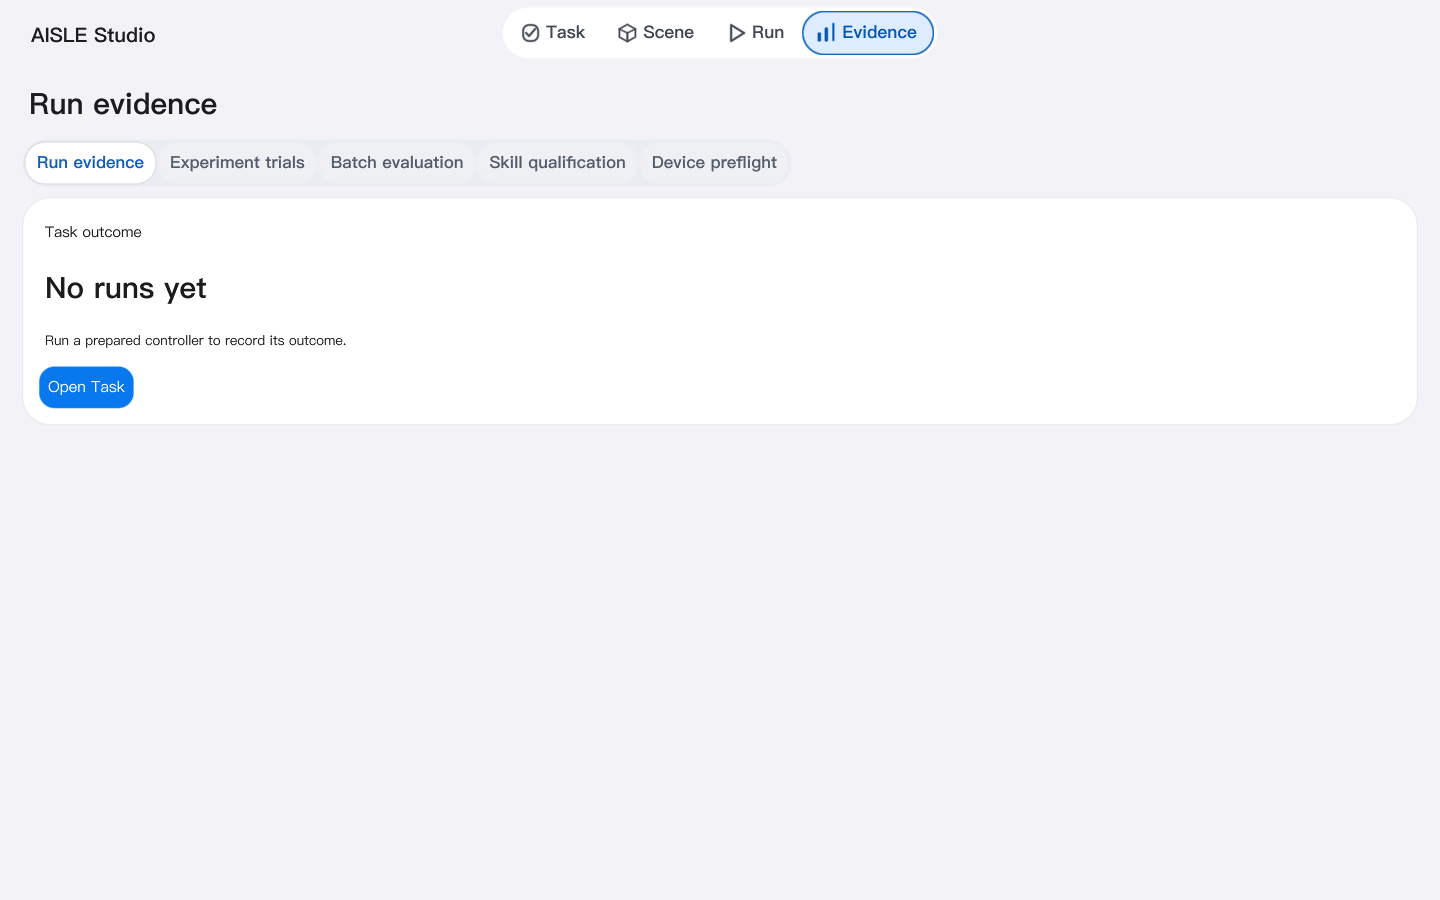 AISLE Studio
Task
Scene
Run
Evidence
Run evidence
Run evidence
Experiment trials
Batch evaluation
Skill qualification
Device preflight
Task outcome
No runs yet
Run a prepared controller to record its outcome.
Open Task